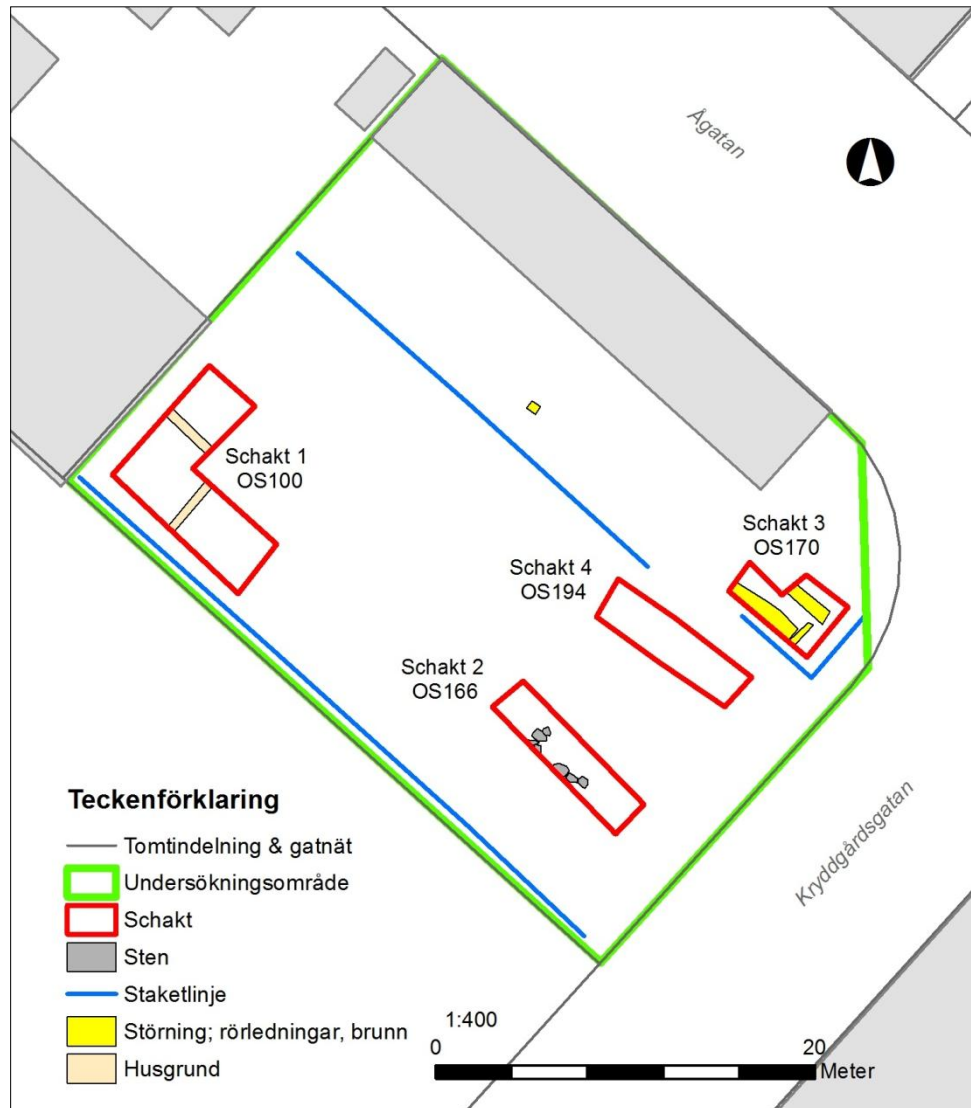 Ågatan
Schakt 1
OS100
Schakt 3
OS170
Schakt 4
OS194
Schakt 2
OS166
Kryddgårdsgatan
Teckenförklaring
Tomtindelning & gatnät
Undersökningsområde
Schakt
Sten
Staketlinje
Störning; rörledningar, brunn
Husgrund
1:400
0 20
Meter